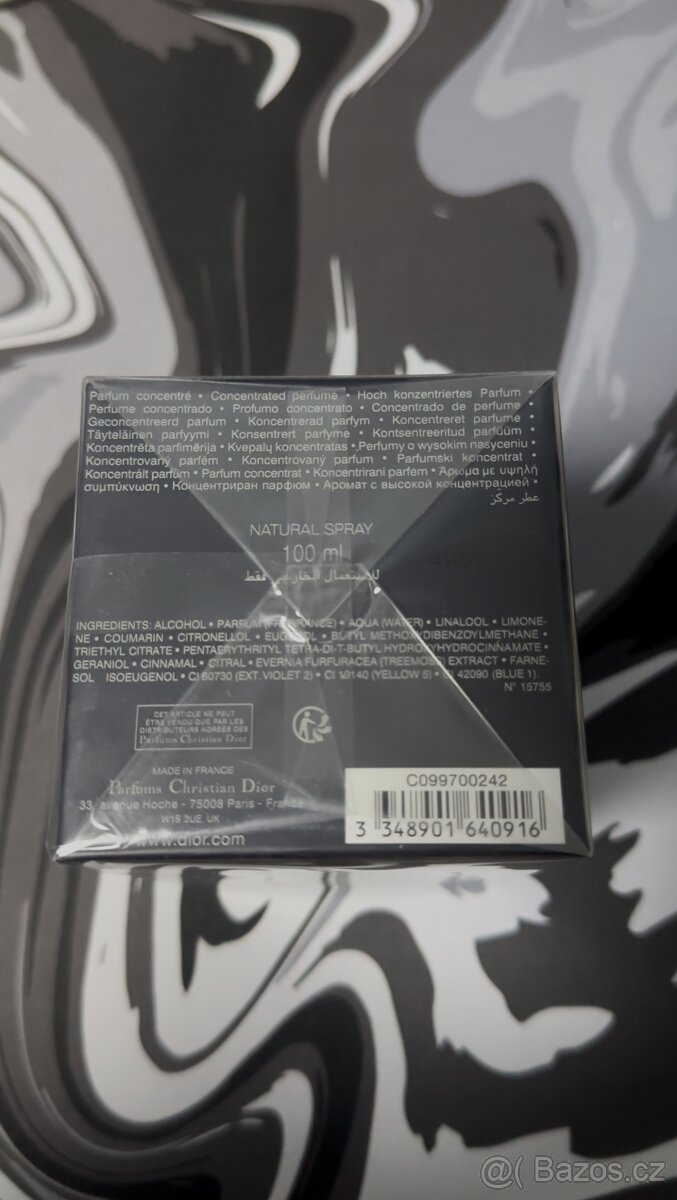 Parfum concentré • Concentrated perfume • Hoch konzentriertes Parfum •
Perfume concentrado • Profumo concentrato • Concentrado de perfume •
Geconcentreerd parfum • Koncentrerad parfym • Koncentreret parfume •
Täyteläinen parfyymi • Konsentrert parfyme • Kontsentreeritud parfüüm •
Koncentrēta parfimērija • Kvepalų koncentratas • Perfumy o wysokim nasyceniu •
Koncentrovaný parfém • Koncentrovaný parfum • Parfumski koncentrat •
Koncentrált parfüm • Parfum concentrat • Koncentrirani parfem • Άρωμα με υψηλή
συμπύκνωση • Концентриран парфюм • Аромат с высокой концентрацией •
عطر مركز
NATURAL SPRAY
100 ml
للاستعمال الخارجي فقط
INGREDIENTS: ALCOHOL • PARFUM (FRAGRANCE) • AQUA (WATER) • LINALOOL • LIMONE-
NE • COUMARIN • CITRONELLOL • EUGENOL • BUTYL METHOXYDIBENZOYLMETHANE •
TRIETHYL CITRATE • PENTAERYTHRITYL TETRA-DI-T-BUTYL HYDROXYHYDROCINNAMATE •
GERANIOL • CINNAMAL • CITRAL • EVERNIA FURFURACEA (TREEMOSS) EXTRACT • FARNE-
SOL ISOEUGENOL • CI 60730 (EXT. VIOLET 2) • CI 19140 (YELLOW 5) • CI 42090 (BLUE 1).
N° 15755
CET ARTICLE NE PEUT
ÊTRE VENDU QUE PAR LES
DISTRIBUTEURS AGRÉÉS DES
Parfums Christian Dior
MADE IN FRANCE
Parfums Christian Dior
33, avenue Hoche - 75008 Paris - France
W1S 2UE, UK
www.dior.com
C099700242
3 348901 640916
@( Bazos.cz